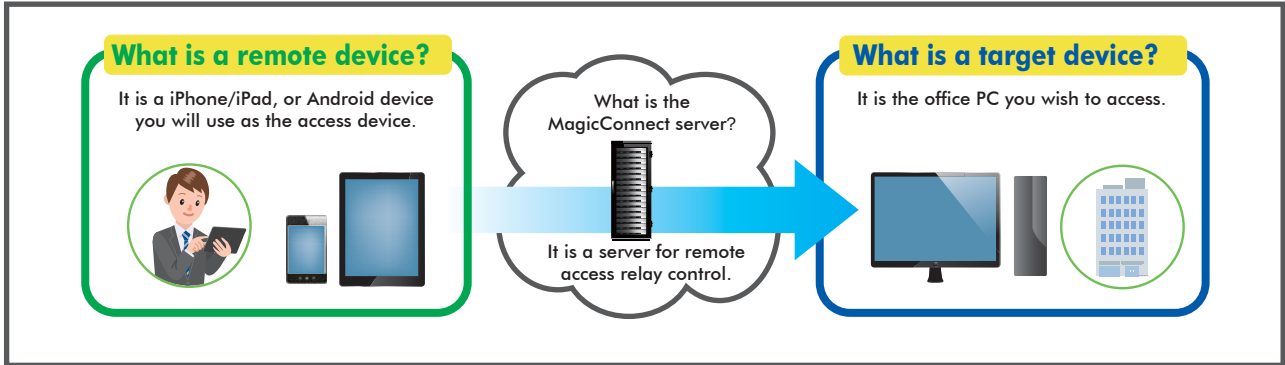 What is a remote device?
It is a iPhone/iPad, or Android device
you will use as the access device.
What is the
MagicConnect server?
It is a server for remote
access relay control.
What is a target device?
It is the office PC you wish to access.